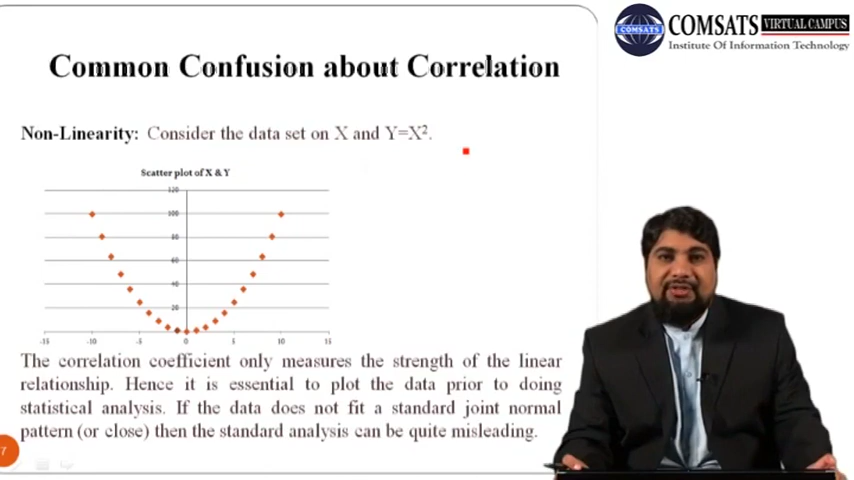 COMSATS VIRTUAL CAMPUS
COMSATS
Institute Of Information Technology
Common Confusion about Correlation
Non-Linearity: Consider the data set on X and Y=X².
Scatter plot of X & Y
120
100
80
60
40
20
0
-15 -10 -5 0 5 10 15
The correlation coefficient only measures the strength of the linear
relationship. Hence it is essential to plot the data prior to doing
statistical analysis. If the data does not fit a standard joint normal
pattern (or close) then the standard analysis can be quite misleading.
7